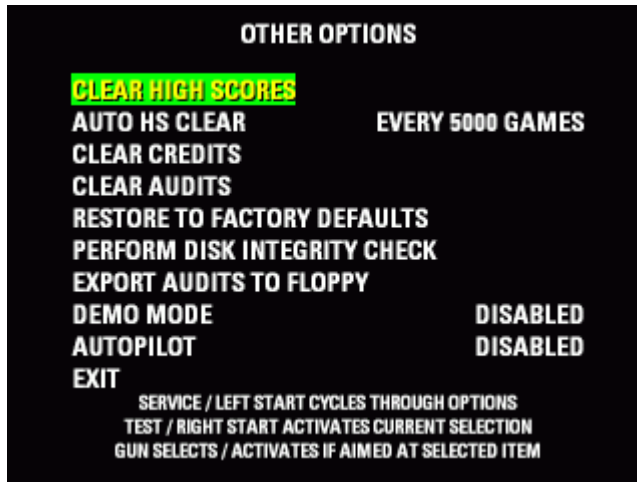 OTHER OPTIONS
CLEAR HIGH SCORES
AUTO HS CLEAR EVERY 5000 GAMES
CLEAR CREDITS
CLEAR AUDITS
RESTORE TO FACTORY DEFAULTS
PERFORM DISK INTEGRITY CHECK
EXPORT AUDITS TO FLOPPY
DEMO MODE DISABLED
AUTOPILOT DISABLED
EXIT
SERVICE / LEFT START CYCLES THROUGH OPTIONS
TEST / RIGHT START ACTIVATES CURRENT SELECTION
GUN SELECTS / ACTIVATES IF AIMED AT SELECTED ITEM